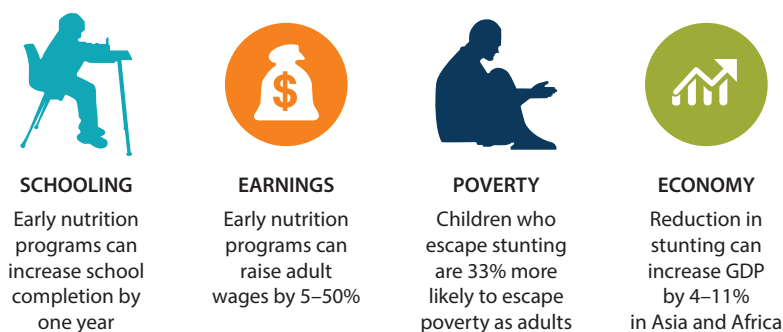 $
SCHOOLING
Early nutrition
programs can
increase school
completion by
one year
EARNINGS
Early nutrition
programs can
raise adult
wages by 5–50%
POVERTY
Children who
escape stunting
are 33% more
likely to escape
poverty as adults
ECONOMY
Reduction in
stunting can
increase GDP
by 4–11%
in Asia and Africa